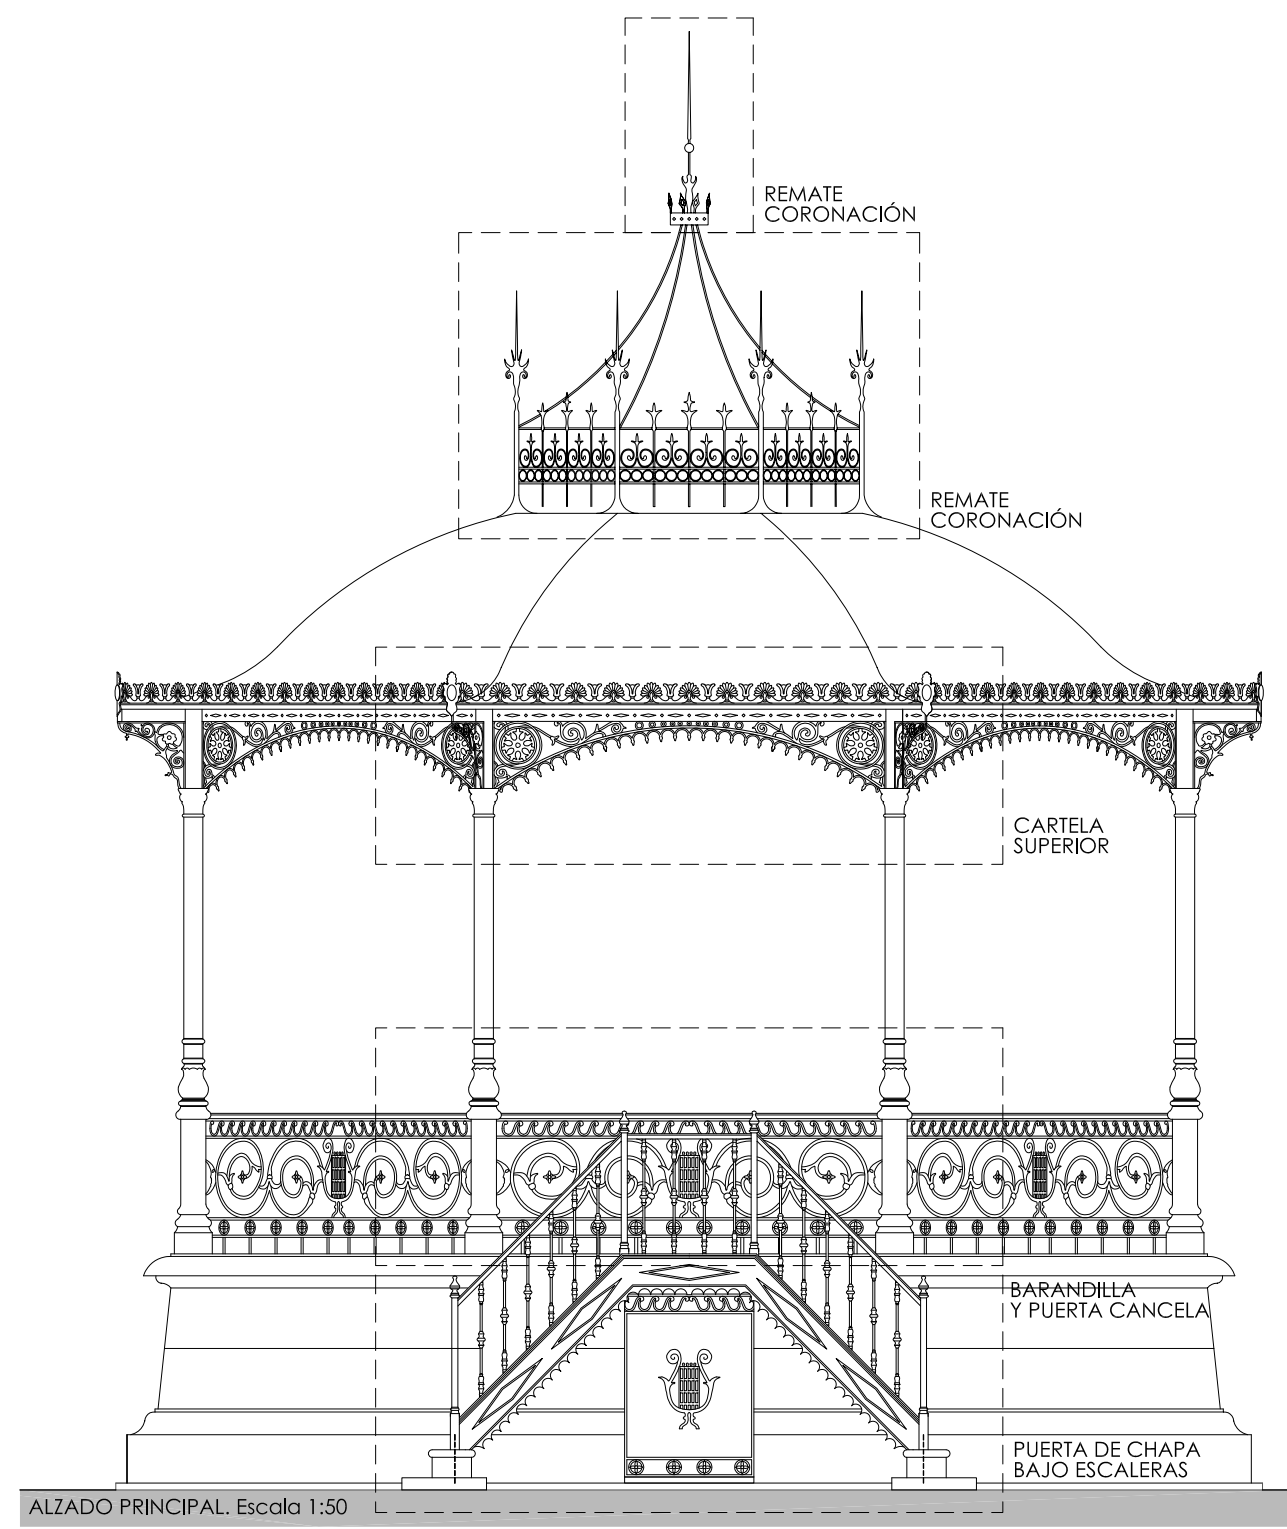 REMATE
CORONACIÓN
REMATE
CORONACIÓN
CARTELA
SUPERIOR
BARANDILLA
Y PUERTA CANCELA
PUERTA DE CHAPA
BAJO ESCALERAS
ALZADO PRINCIPAL. Escala 1:50